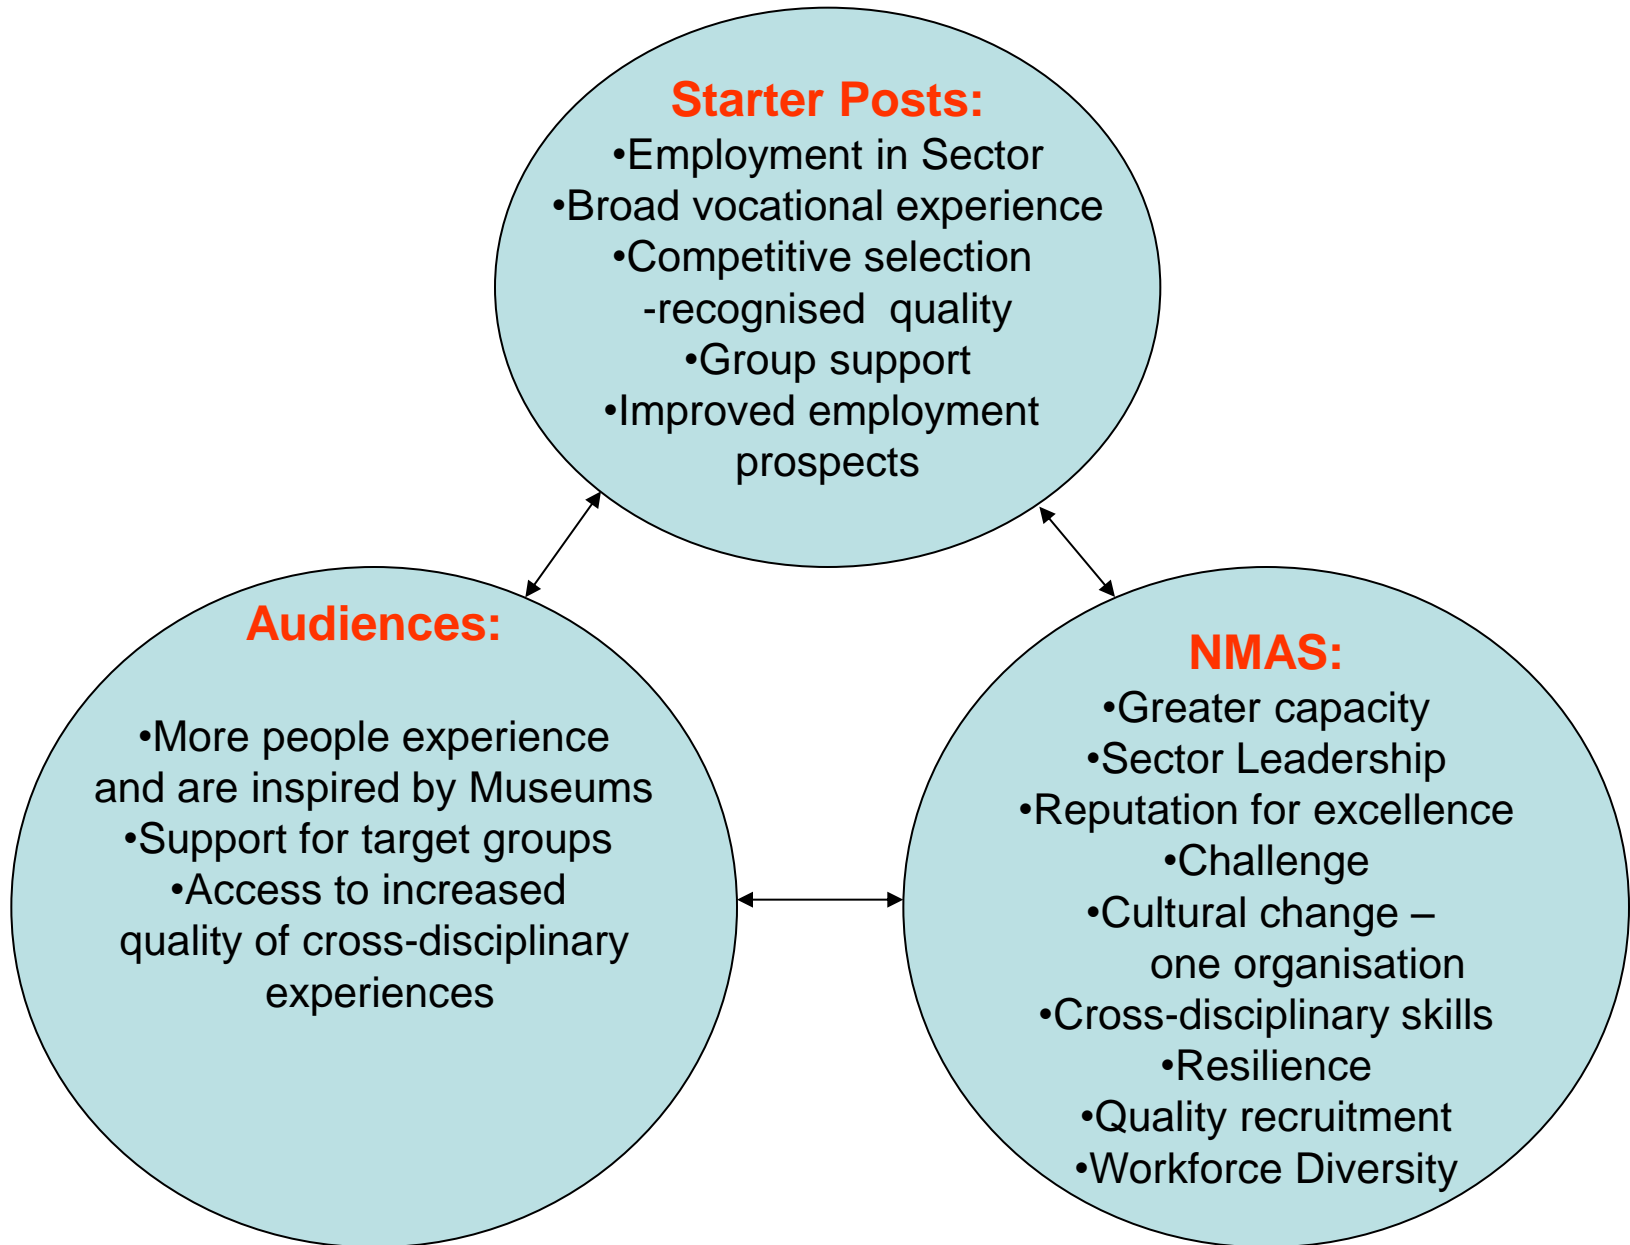 Starter Posts:
•Employment in Sector
•Broad vocational experience
•Competitive selection
-recognised quality
•Group support
•Improved employment
prospects
Audiences:
•More people experience
and are inspired by Museums
•Support for target groups
•Access to increased
quality of cross-disciplinary
experiences
NMAS:
•Greater capacity
•Sector Leadership
•Reputation for excellence
•Challenge
•Cultural change –
one organisation
•Cross-disciplinary skills
•Resilience
•Quality recruitment
•Workforce Diversity